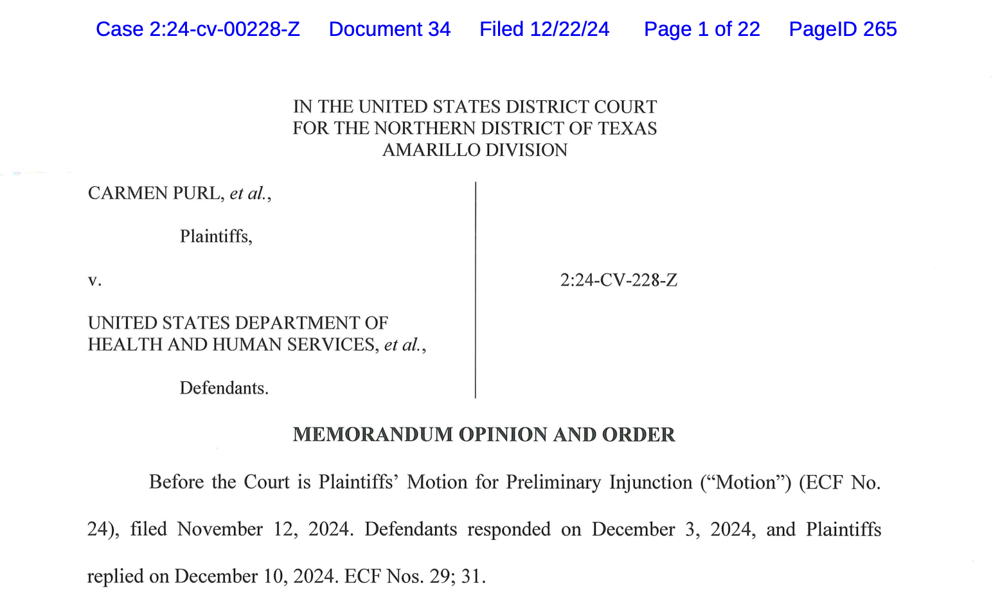 Case 2:24-cv-00228-Z Document 34 Filed 12/22/24 Page 1 of 22 PageID 265
IN THE UNITED STATES DISTRICT COURT
FOR THE NORTHERN DISTRICT OF TEXAS
AMARILLO DIVISION
CARMEN PURL, et al.,
Plaintiffs,
v.
2:24-CV-228-Z
UNITED STATES DEPARTMENT OF
HEALTH AND HUMAN SERVICES, et al.,
Defendants.
MEMORANDUM OPINION AND ORDER
Before the Court is Plaintiffs’ Motion for Preliminary Injunction (“Motion”) (ECF No.
24), filed November 12, 2024. Defendants responded on December 3, 2024, and Plaintiffs
replied on December 10, 2024. ECF Nos. 29; 31.